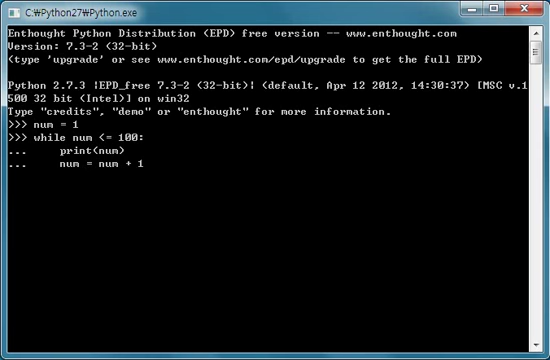 C:₩Python27₩Python.exe
Enthought Python Distribution (EPD) free version -- www.enthought.com
Version: 7.3-2 (32-bit)
(type 'upgrade' or see www.enthought.com/epd/upgrade to get the full EPD)
Python 2.7.3 |EPD_free 7.3-2 (32-bit)| (default, Apr 12 2012, 14:30:37) [MSC v.1
500 32 bit (Intel)] on win32
Type "credits", "demo" or "enthought" for more information.
>>> num = 1
>>> while num <= 100:
...     print(num)
...     num = num + 1